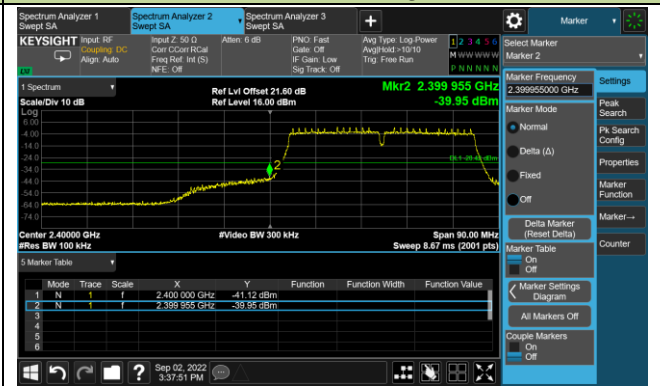 Spectrum Analyzer 1
Swept SA
Spectrum Analyzer 2
Swept SA
Spectrum Analyzer 3
Swept SA
+
Marker
KEYSIGHT
Input: RF
Coupling: DC
Align: Auto
Input Z: 50 Ω
Corr CCorr RCal
Freq Ref: Int (S)
NFE: Off
Atten: 6 dB
PNO: Fast
Gate: Off
IF Gain: Low
Sig Track: Off
Avg Type: Log-Power
Avg|Hold:>10/10
Trig: Free Run
1 2 3 4 5 6
M W W W W W
P N N N N N
Select Marker
Marker 2
LW
1 Spectrum
Scale/Div 10 dB
Log
Ref Lvl Offset 21.60 dB
Ref Level 16.00 dBm
Mkr2 2.399 955 GHz
-39.95 dBm
6.00
-4.00
-14.0
-24.0
-34.0
-44.0
-54.0
-64.0
-74.0
2
Center 2.40000 GHz
#Res BW 100 kHz
#Video BW 300 kHz
Span 90.00 MHz
Sweep 8.67 ms (2001 pts)
5 Marker Table
Mode Trace Scale X Y Function Function Width Function Value
1 N 1 f 2.400 000 GHz -41.12 dBm
2 N 1 f 2.399 955 GHz -39.95 dBm
3
4
5
6
Marker Frequency
2.399955000 GHz
Marker Mode
Normal
Delta (Δ)
Fixed
Off
Delta Marker
(Reset Delta)
Marker Table
On
Off
Marker Settings
Diagram
All Markers Off
Couple Markers
On
Off
Settings
Peak
Search
Pk Search
Config
Properties
Marker
Function
Marker→
Counter
?
Sep 02, 2022
3:37:51 PM